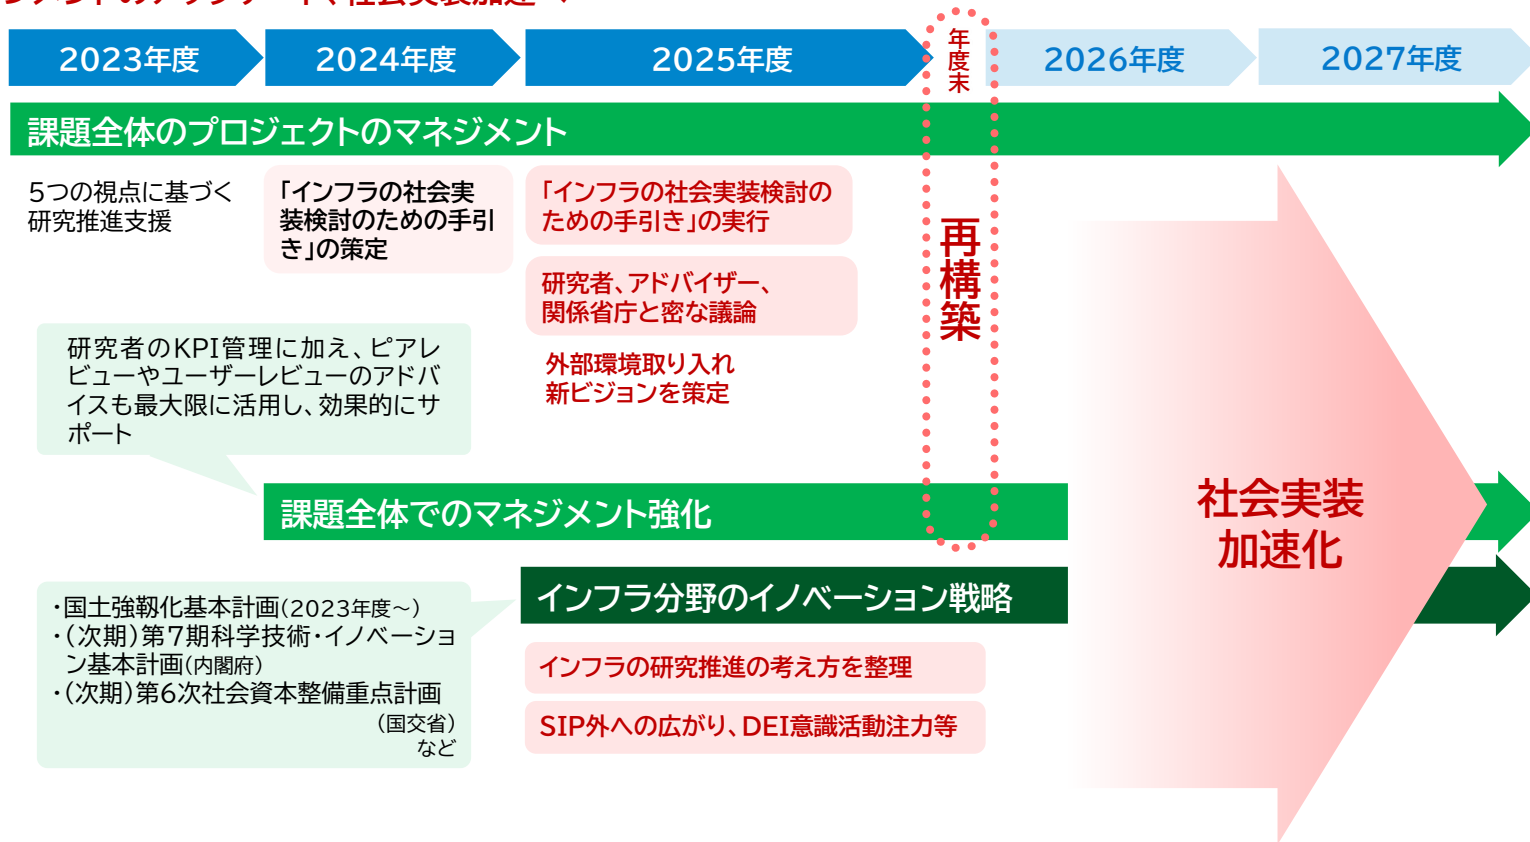 2023年度
2024年度
2025年度
年度末
2026年度
2027年度
課題全体のプロジェクトのマネジメント
5つの視点に基づく
研究推進支援
「インフラの社会実
装検討のための手引
き」の策定
「インフラの社会実装検討の
ための手引き」の実行
研究者、アドバイザー、
関係省庁と密な議論
外部環境取り入れ
新ビジョンを策定
再構築
研究者のKPI管理に加え、ピアレ
ビューやユーザーレビューのアドバ
イスも最大限に活用し、効果的にサ
ポート
課題全体でのマネジメント強化
社会実装
加速化
インフラ分野のイノベーション戦略
・国土強靱化基本計画(2023年度～)
・(次期)第7期科学技術・イノベーショ
ン基本計画(内閣府)
・(次期)第6次社会資本整備重点計画
(国交省)
など
インフラの研究推進の考え方を整理
SIP外への広がり、DEI意識活動注力等